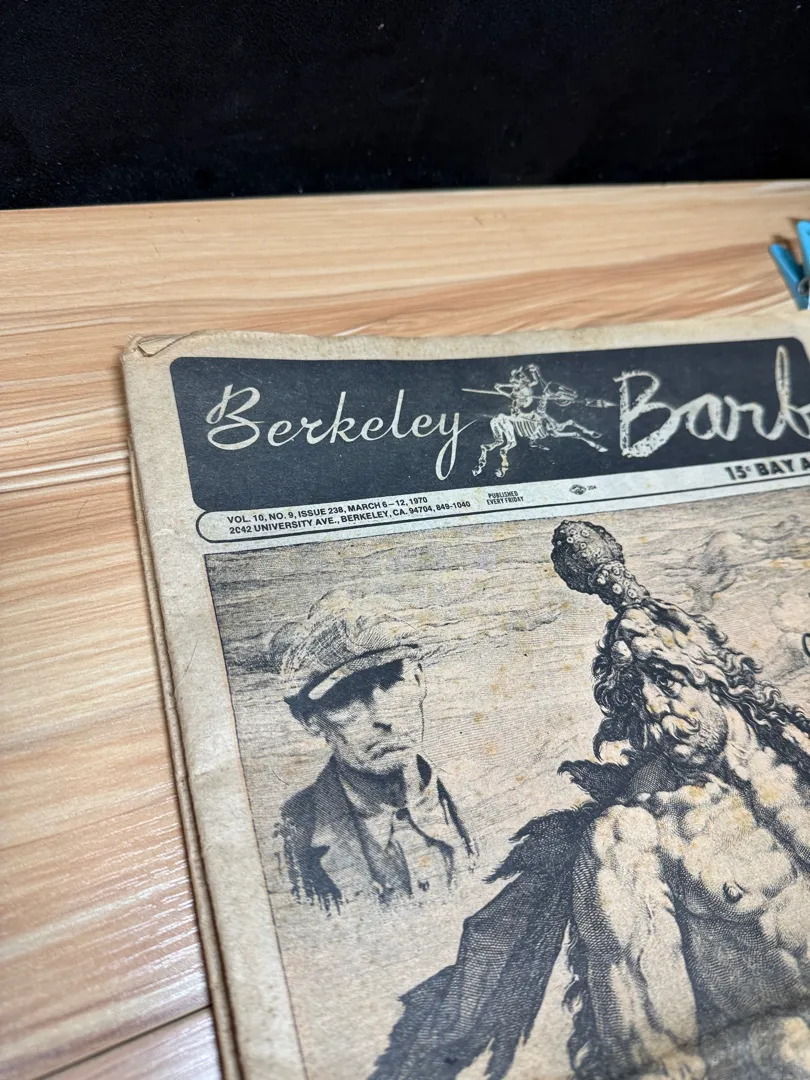 Berkeley Barb
15¢ BAY A
VOL. 10, NO. 9, ISSUE 238, MARCH 6–12, 1970
2042 UNIVERSITY AVE., BERKELEY, CA. 94704, 849-1040
PUBLISHED
EVERY FRIDAY